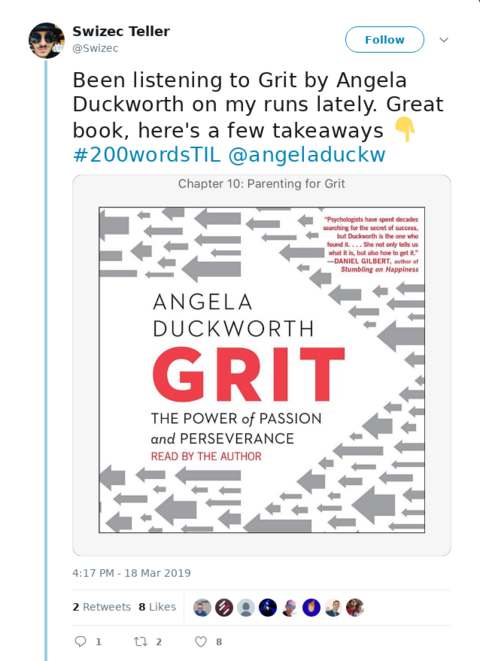 Swizec Teller
@Swizec
Follow
Been listening to Grit by Angela
Duckworth on my runs lately. Great
book, here's a few takeaways 👇
#200wordsTIL @angeladuckw
Chapter 10: Parenting for Grit
"Psychologists have spent decades
searching for the secret of success,
but Duckworth is the one who
found it. . . . She not only tells us
what it is, but also how to get it."
—DANIEL GILBERT, author of
Stumbling on Happiness
ANGELA
DUCKWORTH
GRIT
THE POWER of PASSION
and PERSEVERANCE
READ BY THE AUTHOR
4:17 PM - 18 Mar 2019
2 Retweets 8 Likes
1 2 8